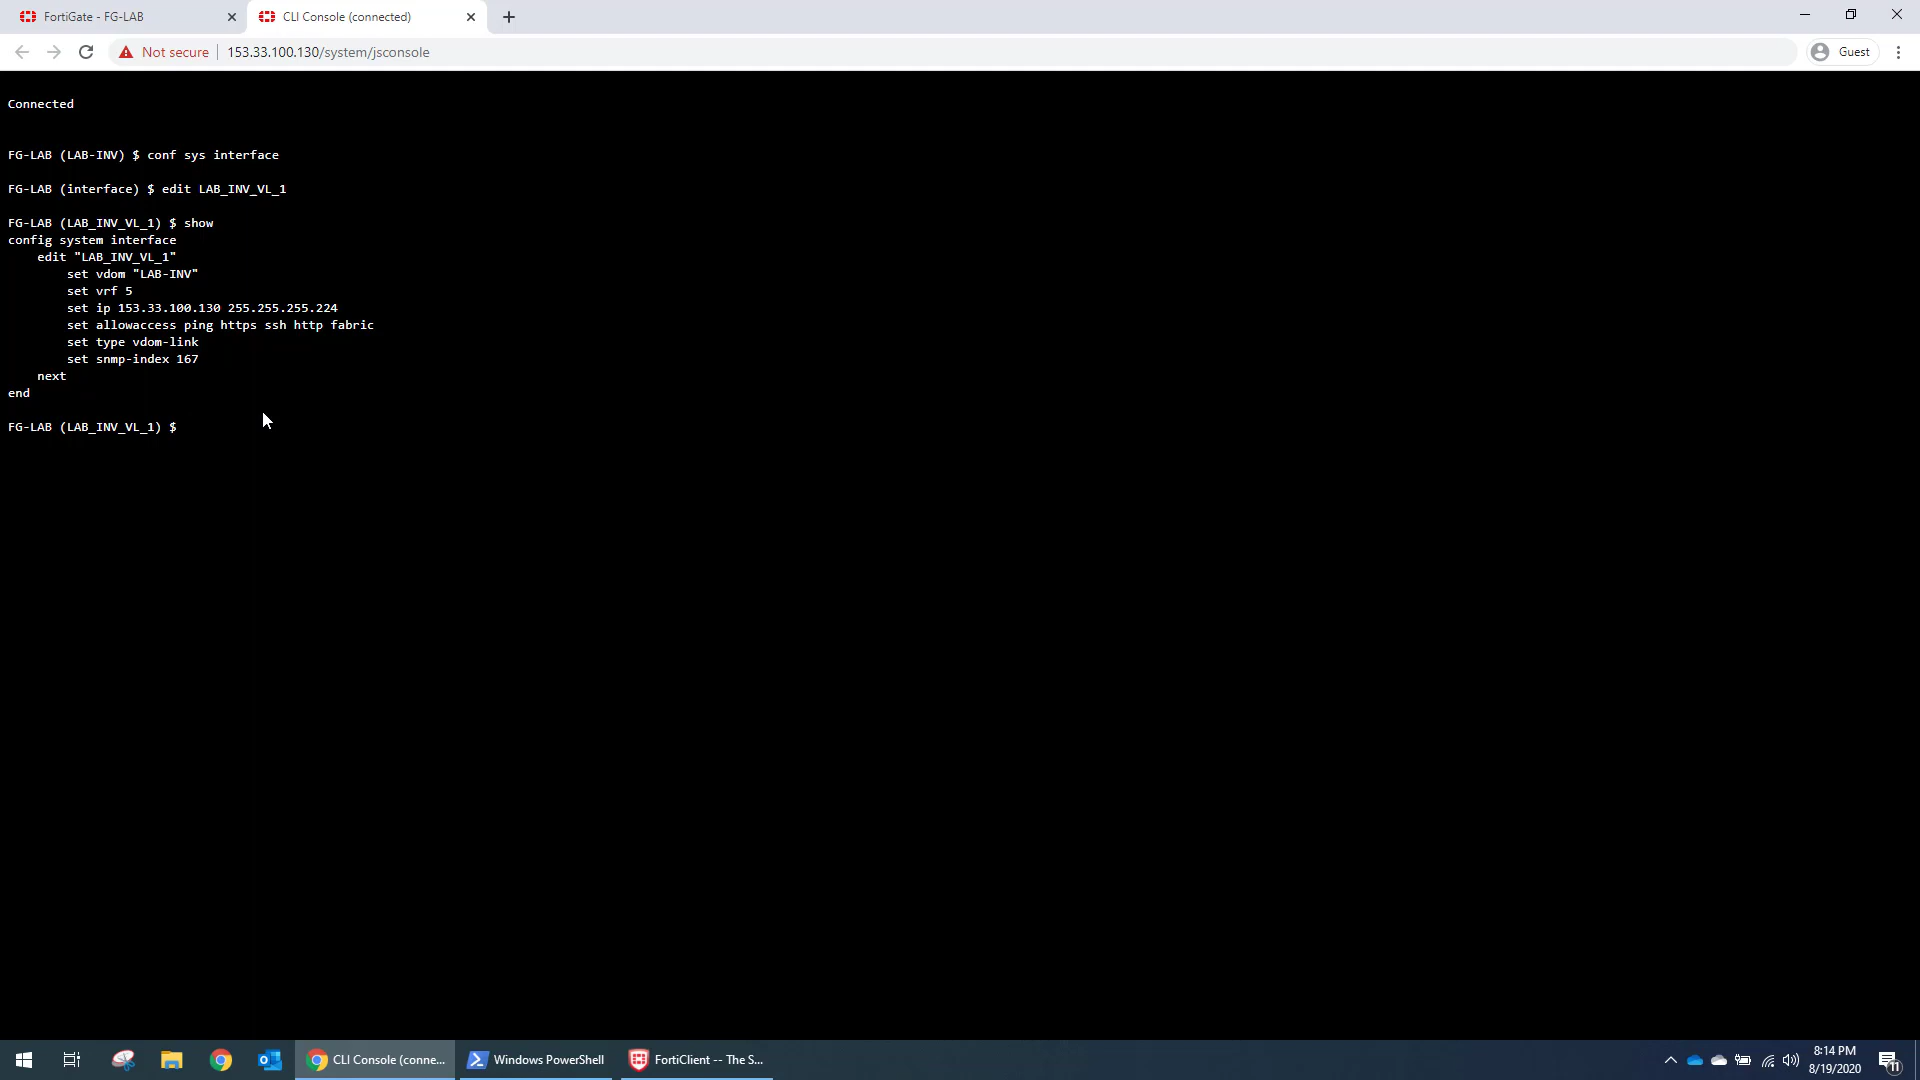 FortiGate - FG-LAB
CLI Console (connected)
Not secure
153.33.100.130/system/jsconsole
Guest
Connected
FG-LAB (LAB-INV) $ conf sys interface
FG-LAB (interface) $ edit LAB_INV_VL_1
FG-LAB (LAB_INV_VL_1) $ show
config system interface
    edit "LAB_INV_VL_1"
        set vdom "LAB-INV"
        set vrf 5
        set ip 153.33.100.130 255.255.255.224
        set allowaccess ping https ssh http fabric
        set type vdom-link
        set snmp-index 167
    next
end
FG-LAB (LAB_INV_VL_1) $
CLI Console (conne...
Windows PowerShell
FortiClient -- The S...
8:14 PM
8/19/2020
11